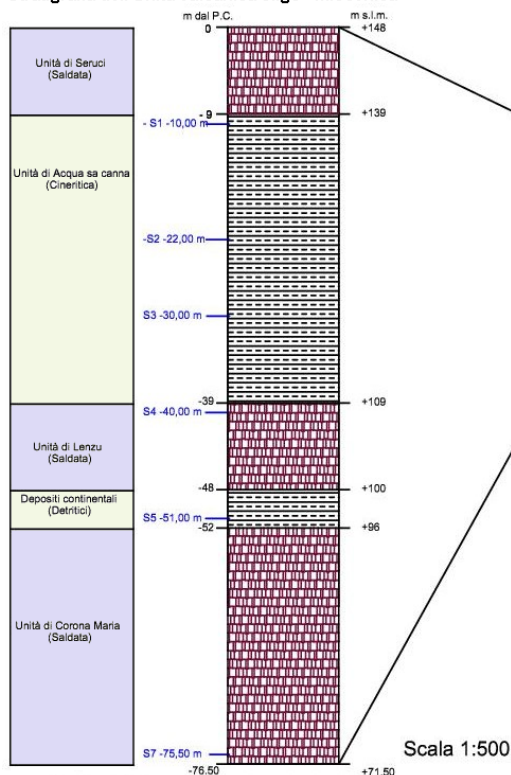 m dal P.C.
m s.l.m.
0
+148
Unità di Seruci
(Saldata)
- 9
+139
- S1 -10,00 m
Unità di Acqua sa canna
(Cineritica)
-S2 -22,00 m
S3 -30,00 m
-39
+109
S4 -40,00 m
Unità di Lenzu
(Saldata)
-48
+100
Depositi continentali
(Detritici)
S5 -51,00 m
-52
+96
Unità di Corona Maria
(Saldata)
S7 -75,50 m
Scala 1:500
-76.50
+71.50